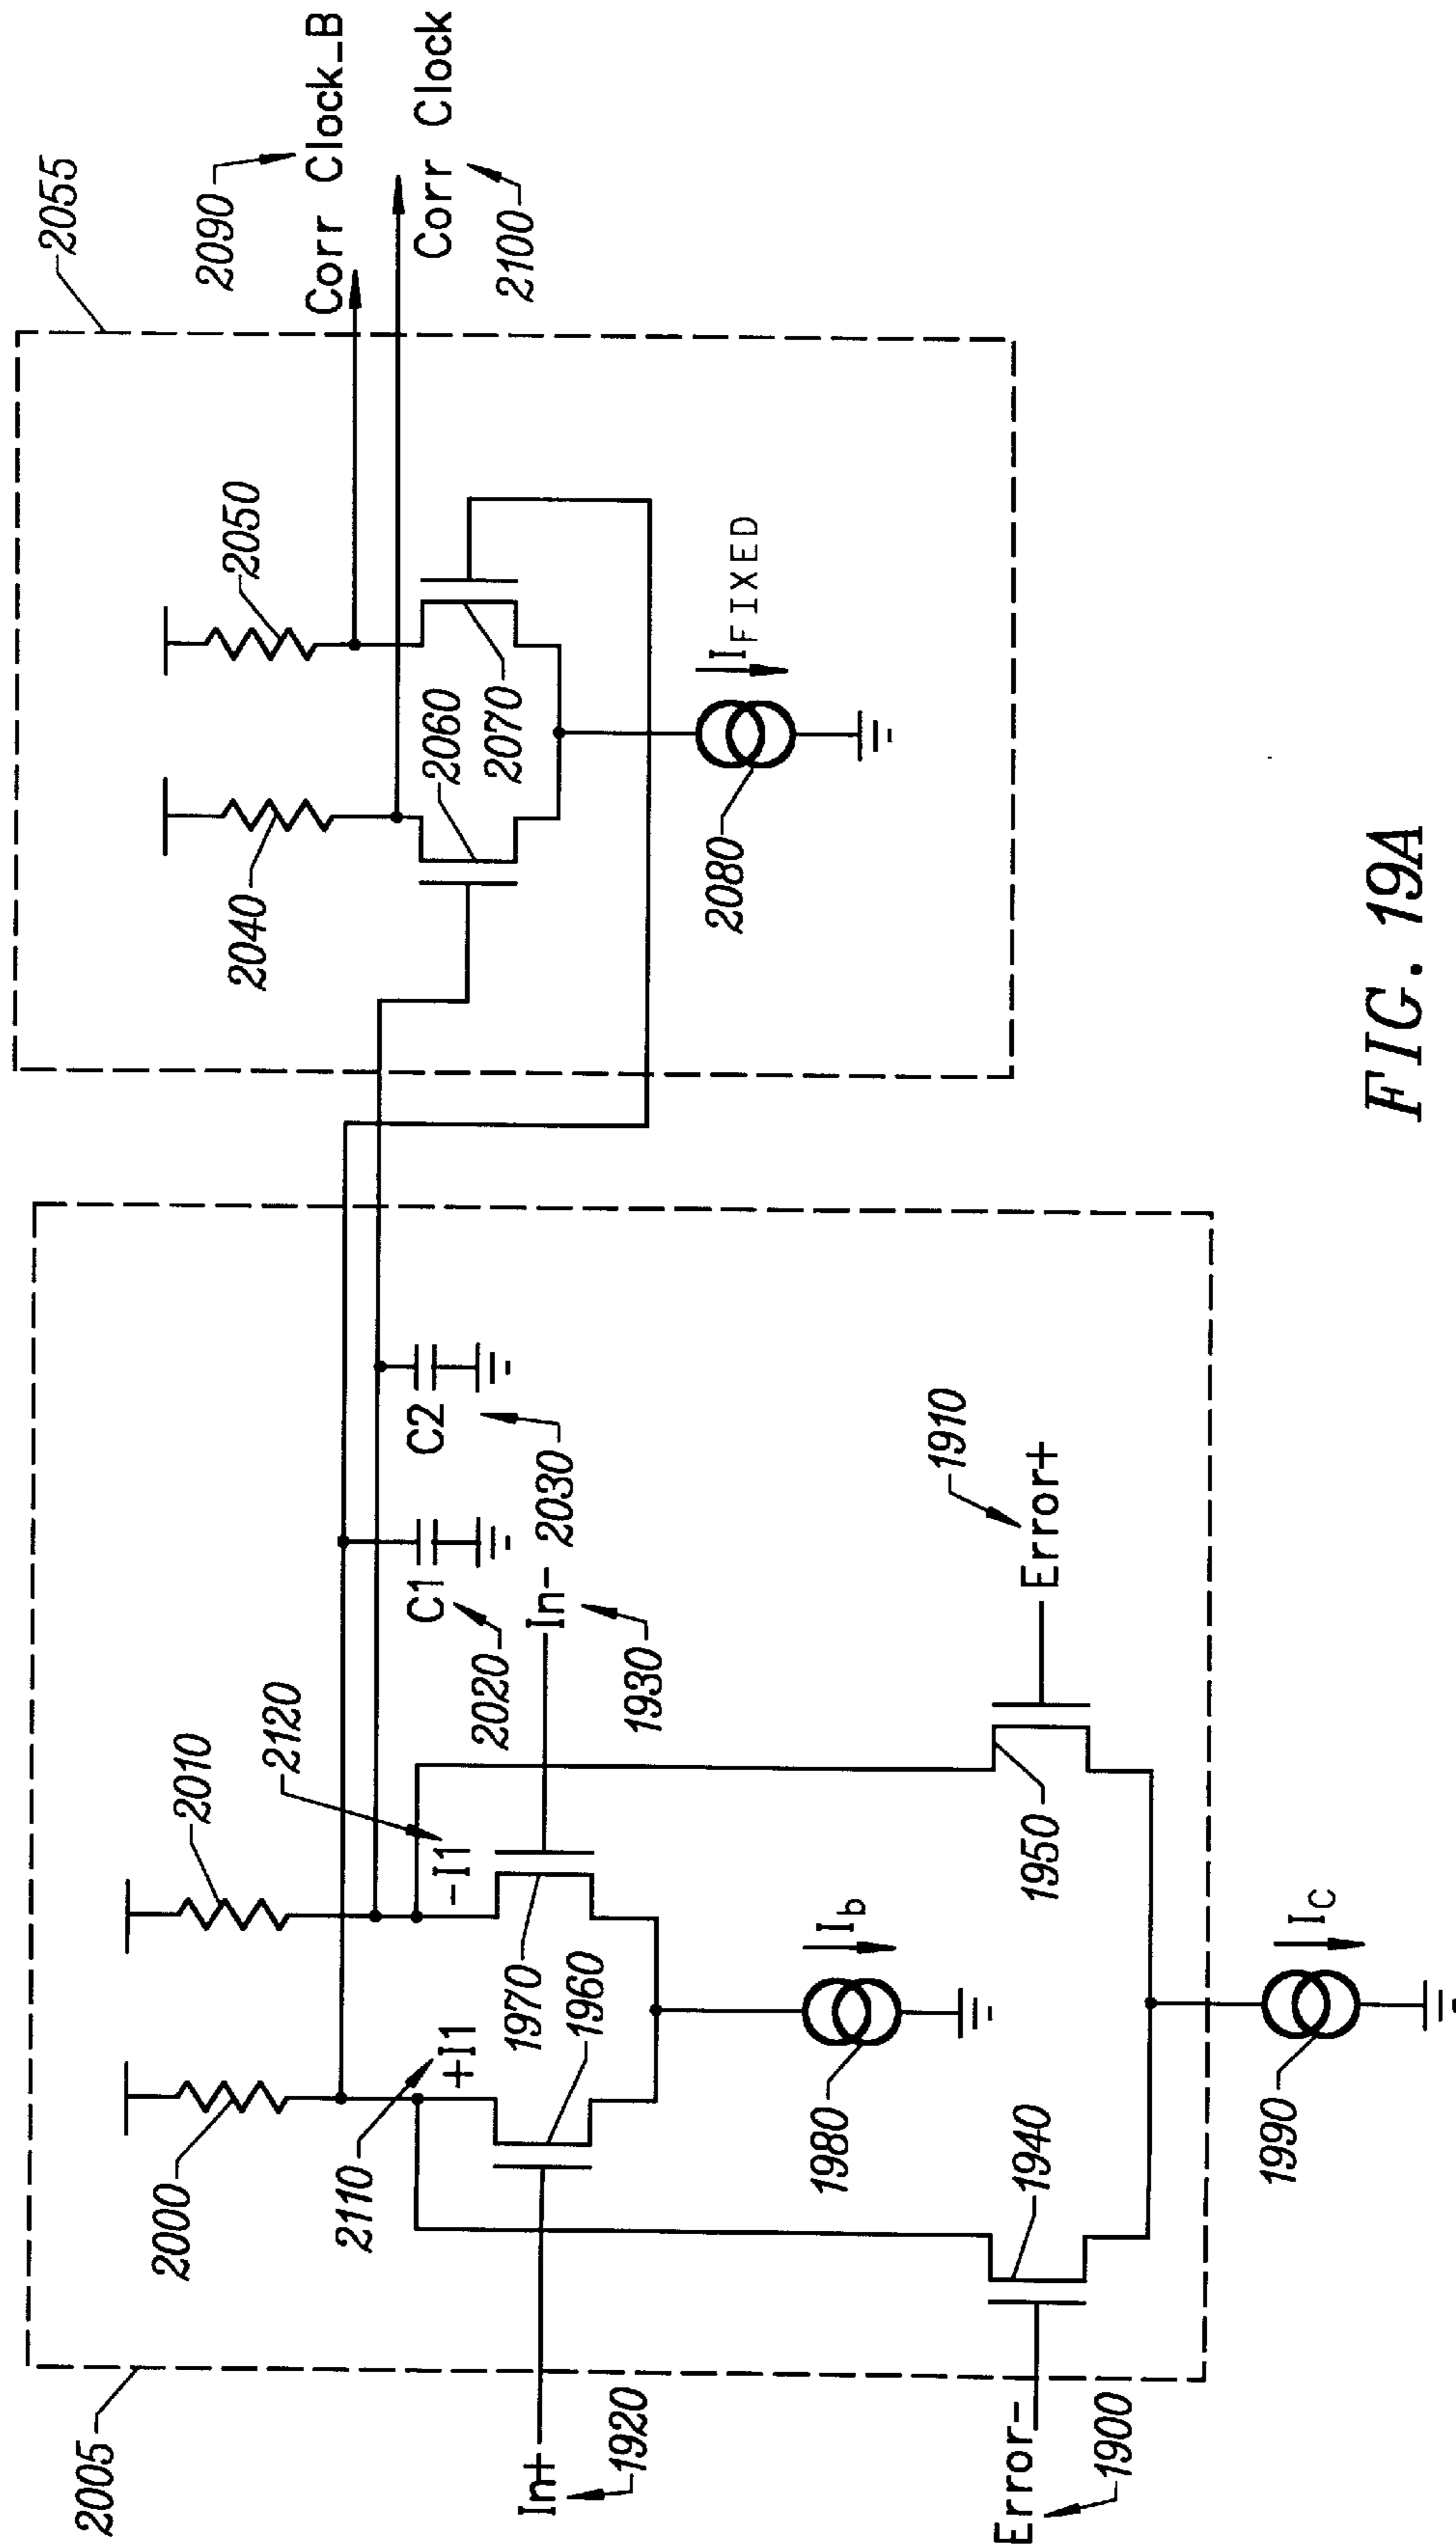 2005
2000
2010
2110
+I1
-I1
2120
In+
1920
1960
1970
In-
1930
C1
2020
C2
2030
1980
Ib
Error-
1900
1940
1950
Error+
1910
1990
IC
2055
2040
2050
2060
2070
2080
IFIXED
2090
Corr Clock_B
Corr Clock
2100
FIG. 19A